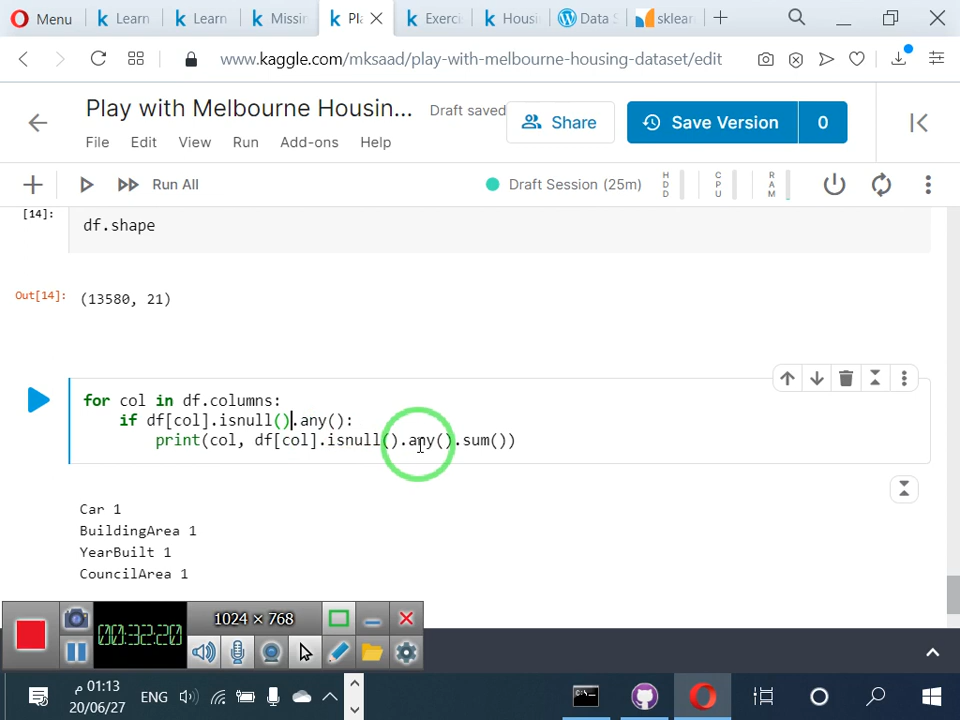 Menu
Learn
Learn
Missin
Pla
Exerci
Housi
Data S
sklear
www.kaggle.com/mksaad/play-with-melbourne-housing-dataset/edit
Play with Melbourne Housin...
Draft saved
Share
Save Version
0
File
Edit
View
Run
Add-ons
Help
Run All
Draft Session (25m)
HDD
CPU
RAM
[14]:
df.shape
Out[14]:
(13580, 21)
for col in df.columns:
if df[col].isnull().any():
print(col, df[col].isnull().any().sum())
Car 1
BuildingArea 1
YearBuilt 1
CouncilArea 1
1024 × 768
00:32:20
01:13 م
20/06/27
ENG